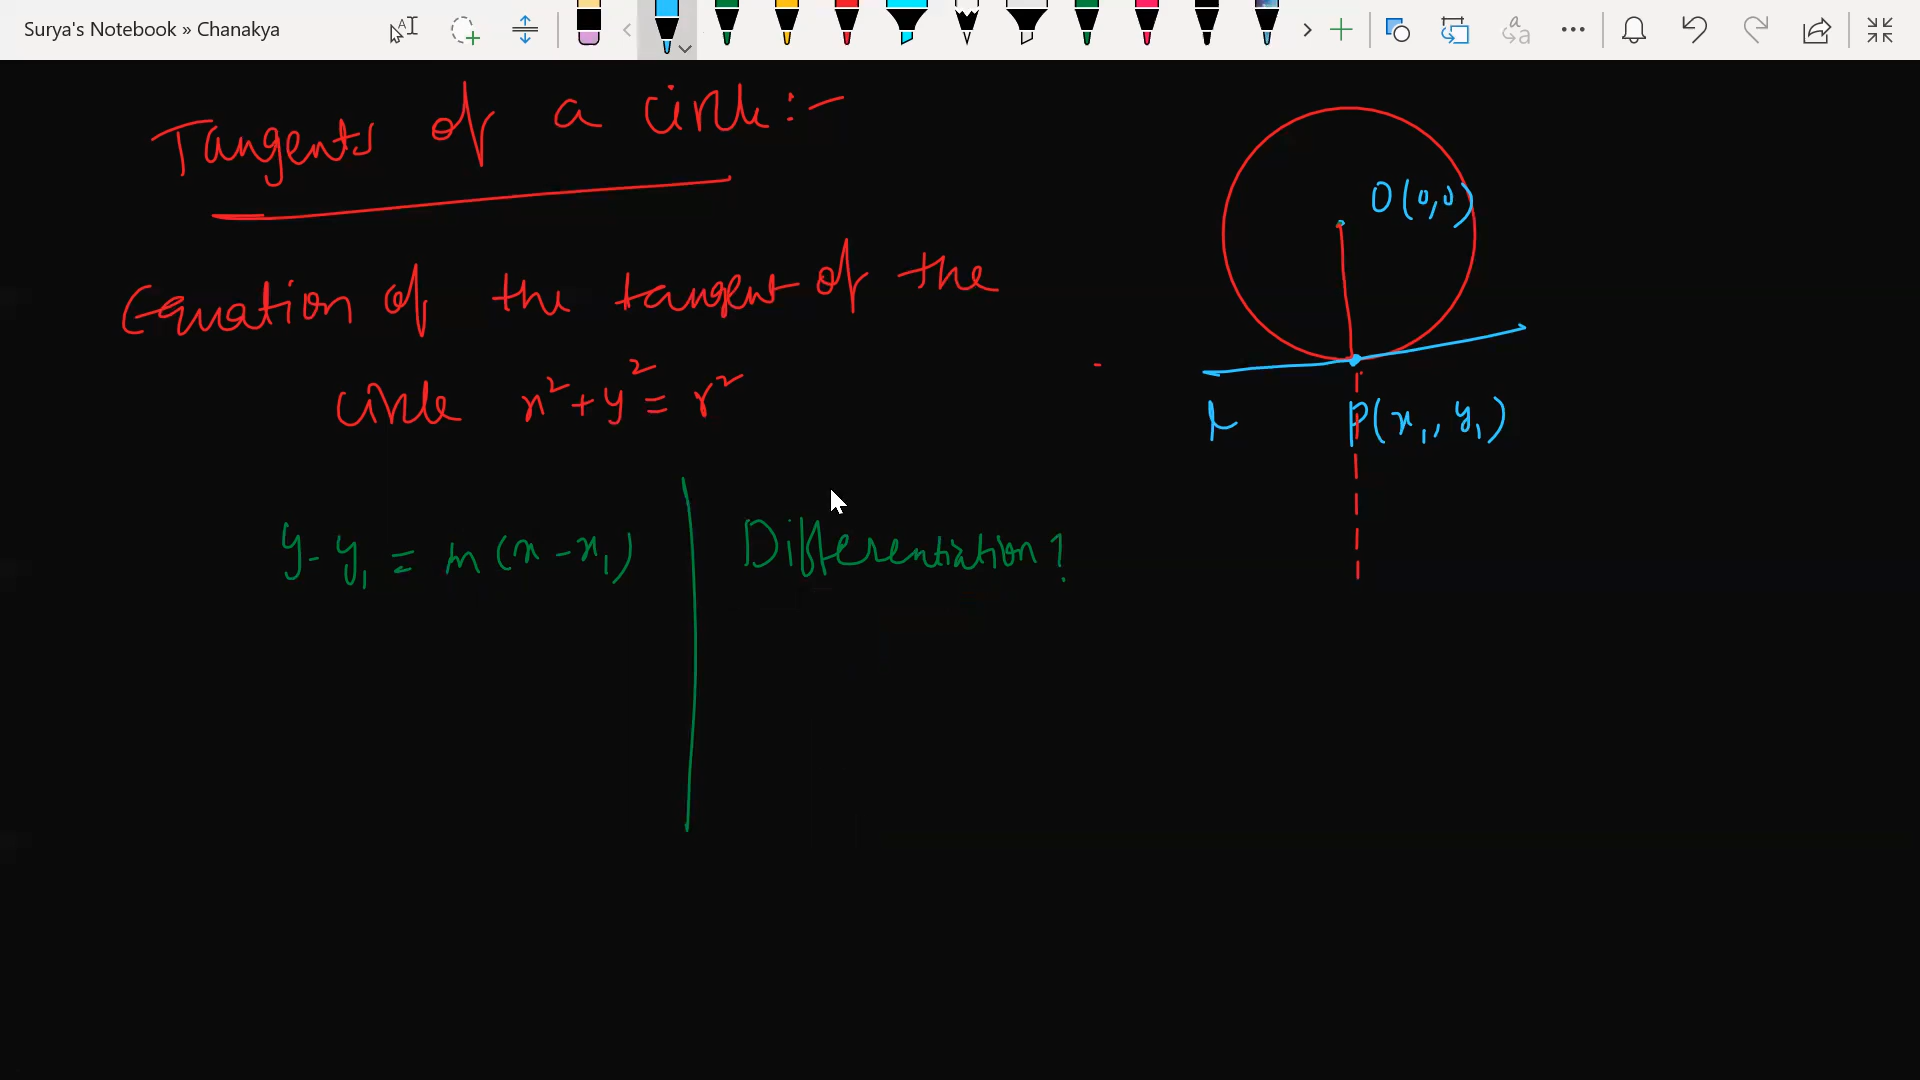 Surya's Notebook » Chanakya
Tangents of a circle:-
Equation of the tangent of the
circle x²+y²=r²
y-y₁ = m(x-x₁)
Differentiation?
O(0,0)
P(x₁, y₁)